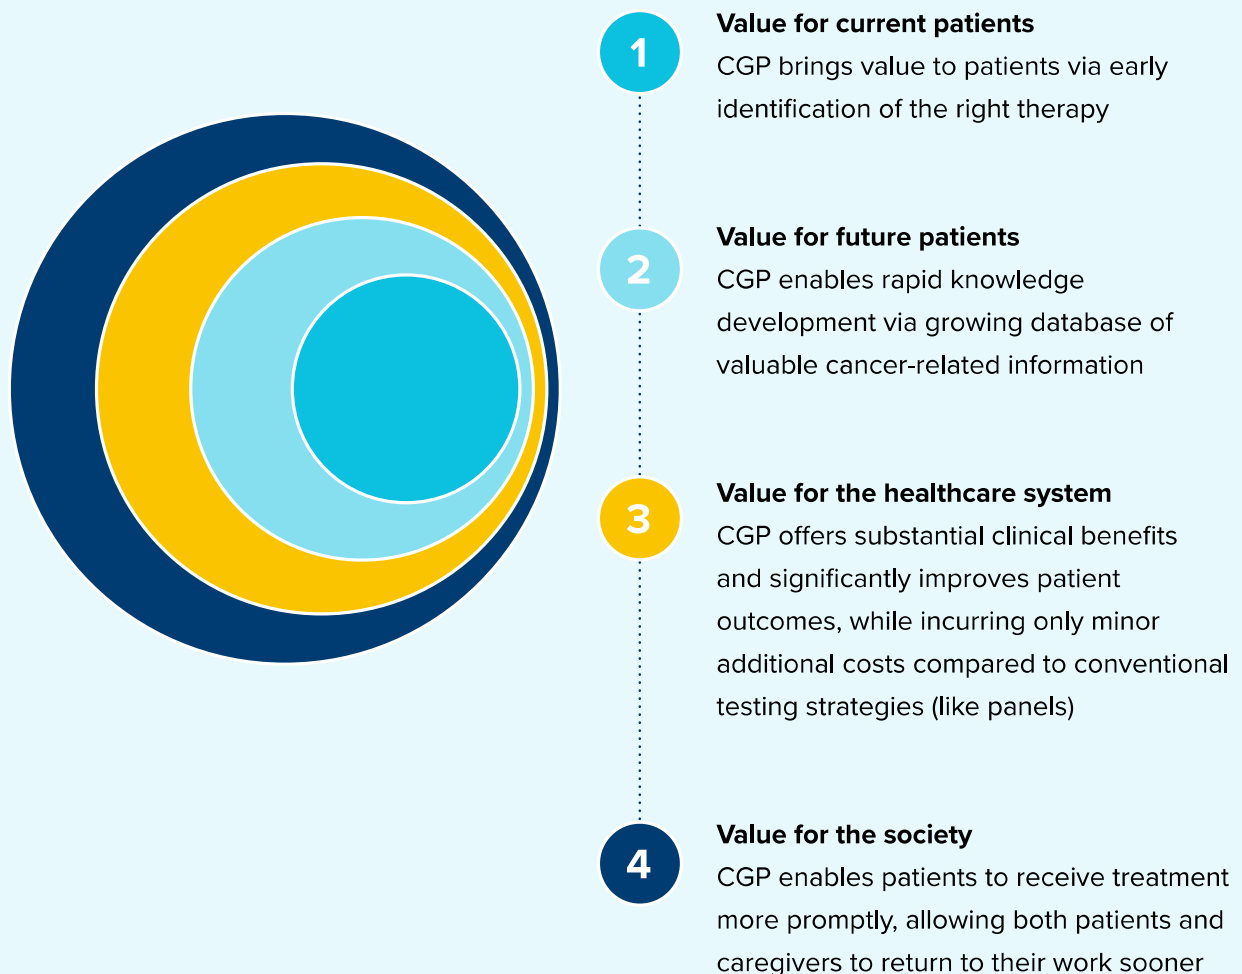 1
Value for current patients
CGP brings value to patients via early
identification of the right therapy
2
Value for future patients
CGP enables rapid knowledge
development via growing database of
valuable cancer-related information
3
Value for the healthcare system
CGP offers substantial clinical benefits
and significantly improves patient
outcomes, while incurring only minor
additional costs compared to conventional
testing strategies (like panels)
4
Value for the society
CGP enables patients to receive treatment
more promptly, allowing both patients and
caregivers to return to their work sooner